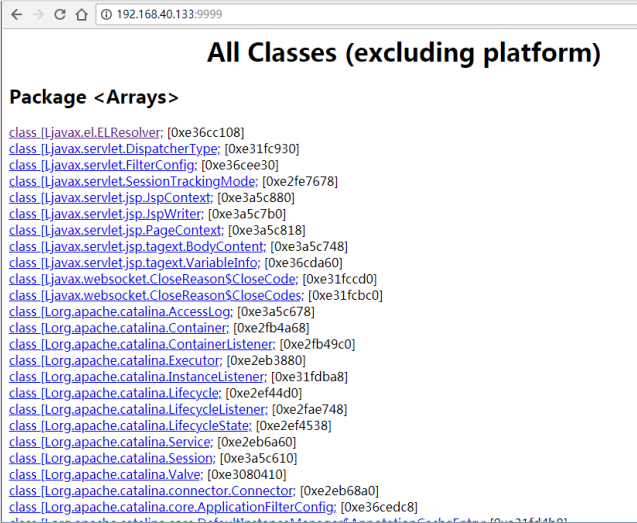 192.168.40.133:9999
All Classes (excluding platform)
Package <Arrays>
class [Ljavax.el.ELResolver; [0xe36cc108]
class [Ljavax.servlet.DispatcherType; [0xe31fc930]
class [Ljavax.servlet.FilterConfig; [0xe36cee30]
class [Ljavax.servlet.SessionTrackingMode; [0xe2fe7678]
class [Ljavax.servlet.jsp.JspContext; [0xe3a5c880]
class [Ljavax.servlet.jsp.JspWriter; [0xe3a5c7b0]
class [Ljavax.servlet.jsp.PageContext; [0xe3a5c818]
class [Ljavax.servlet.jsp.tagext.BodyContent; [0xe3a5c748]
class [Ljavax.servlet.jsp.tagext.VariableInfo; [0xe36cda60]
class [Ljavax.websocket.CloseReason$CloseCode; [0xe31fccd0]
class [Ljavax.websocket.CloseReason$CloseCodes; [0xe31fcbc0]
class [Lorg.apache.catalina.AccessLog; [0xe3a5c678]
class [Lorg.apache.catalina.Container; [0xe2fb4a68]
class [Lorg.apache.catalina.ContainerListener; [0xe2fb49c0]
class [Lorg.apache.catalina.Executor; [0xe2eb3880]
class [Lorg.apache.catalina.InstanceListener; [0xe31fdba8]
class [Lorg.apache.catalina.Lifecycle; [0xe2ef44d0]
class [Lorg.apache.catalina.LifecycleListener; [0xe2fae748]
class [Lorg.apache.catalina.LifecycleState; [0xe2ef4538]
class [Lorg.apache.catalina.Service; [0xe2eb6a60]
class [Lorg.apache.catalina.Session; [0xe3a5c610]
class [Lorg.apache.catalina.Valve; [0xe3080410]
class [Lorg.apache.catalina.connector.Connector; [0xe2eb68a0]
class [Lorg.apache.catalina.core.ApplicationFilterConfig; [0xe36cedc8]
class [Lorg.apache.catalina.core.DefaultInstanceManager$AnnotationCacheEntry; [0xe31fd4b0]